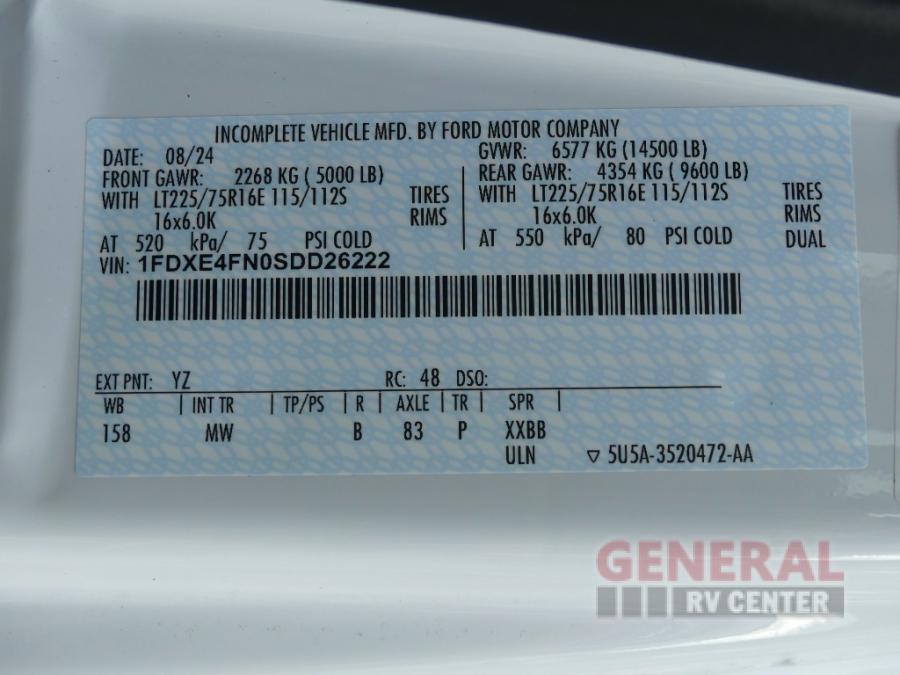 INCOMPLETE VEHICLE MFD. BY FORD MOTOR COMPANY
DATE: 08/24 GVWR: 6577 KG (14500 LB)
FRONT GAWR: 2268 KG ( 5000 LB) REAR GAWR: 4354 KG ( 9600 LB)
WITH LT225/75R16E 115/112S TIRES WITH LT225/75R16E 115/112S TIRES
16x6.0K RIMS 16x6.0K RIMS
AT 520 kPa/ 75 PSI COLD AT 550 kPa/ 80 PSI COLD DUAL
VIN: 1FDXE4FN0SDD26222
EXT PNT: YZ RC: 48 DSO:
WB | INT TR | TP/PS | R | AXLE | TR | SPR |
158 MW B 83 P XXBB
ULN ▽ 5U5A-3520472-AA
GENERAL
RV CENTER